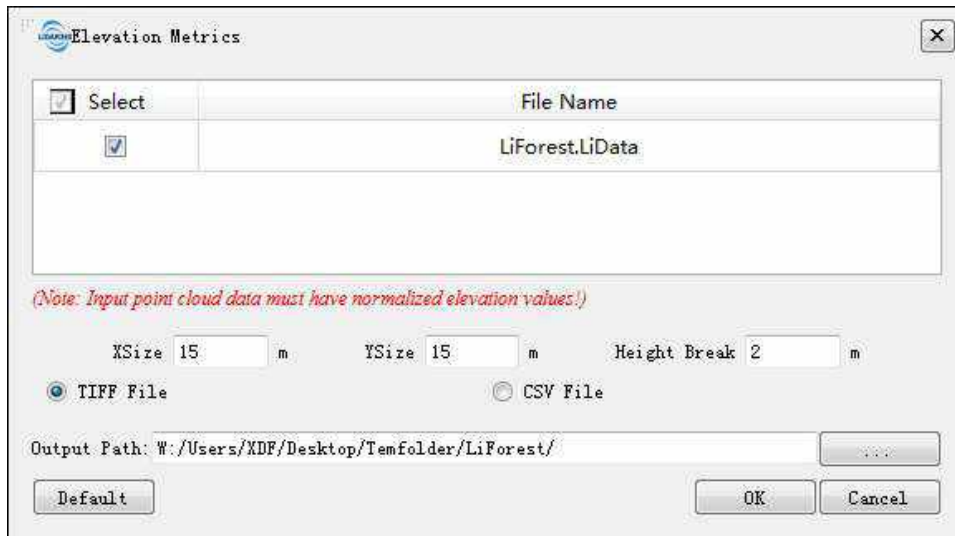 Elevation Metrics
Select File Name
LiForest.LiData
(Note: Input point cloud data must have normalized elevation values!)
XSize 15 m YSize 15 m Height Break 2 m
TIFF File CSV File
Output Path: W:/Users/XDF/Desktop/Temfolder/LiForest/ ...
Default OK Cancel